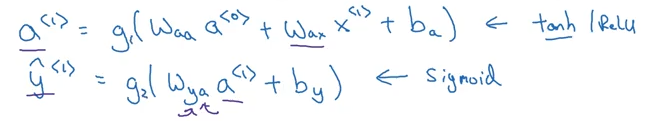 a^<1> = g₁(Waa a^<0> + Wax x^<1> + ba) ← tanh / Relu
ŷ^<1> = g₂(Wya a^<1> + by) ← sigmoid